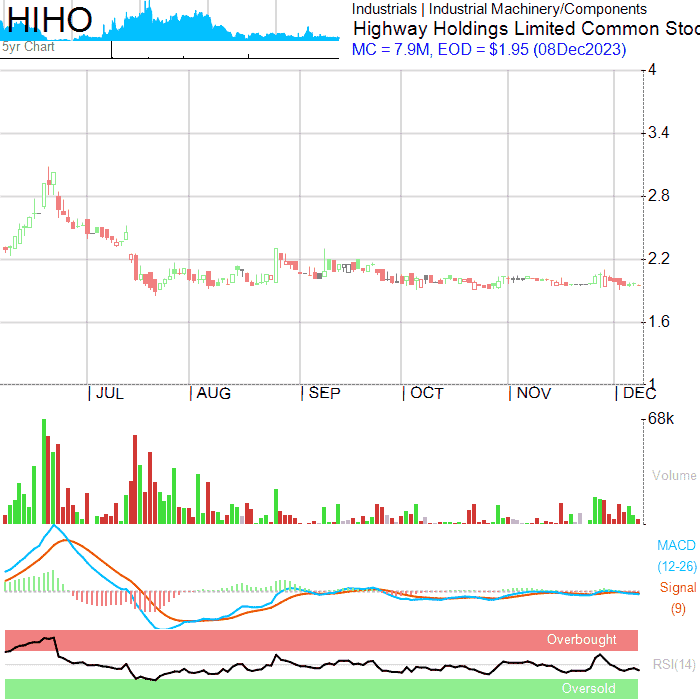 HIHO
5yr Chart
Industrials | Industrial Machinery/Components
Highway Holdings Limited Common Stoc
MC = 7.9M, EOD = $1.95 (08Dec2023)
4
3.4
2.8
2.2
1.6
1
JUL AUG SEP OCT NOV DEC
68k
Volume
MACD
(12-26)
Signal
(9)
Overbought
RSI(14)
Oversold